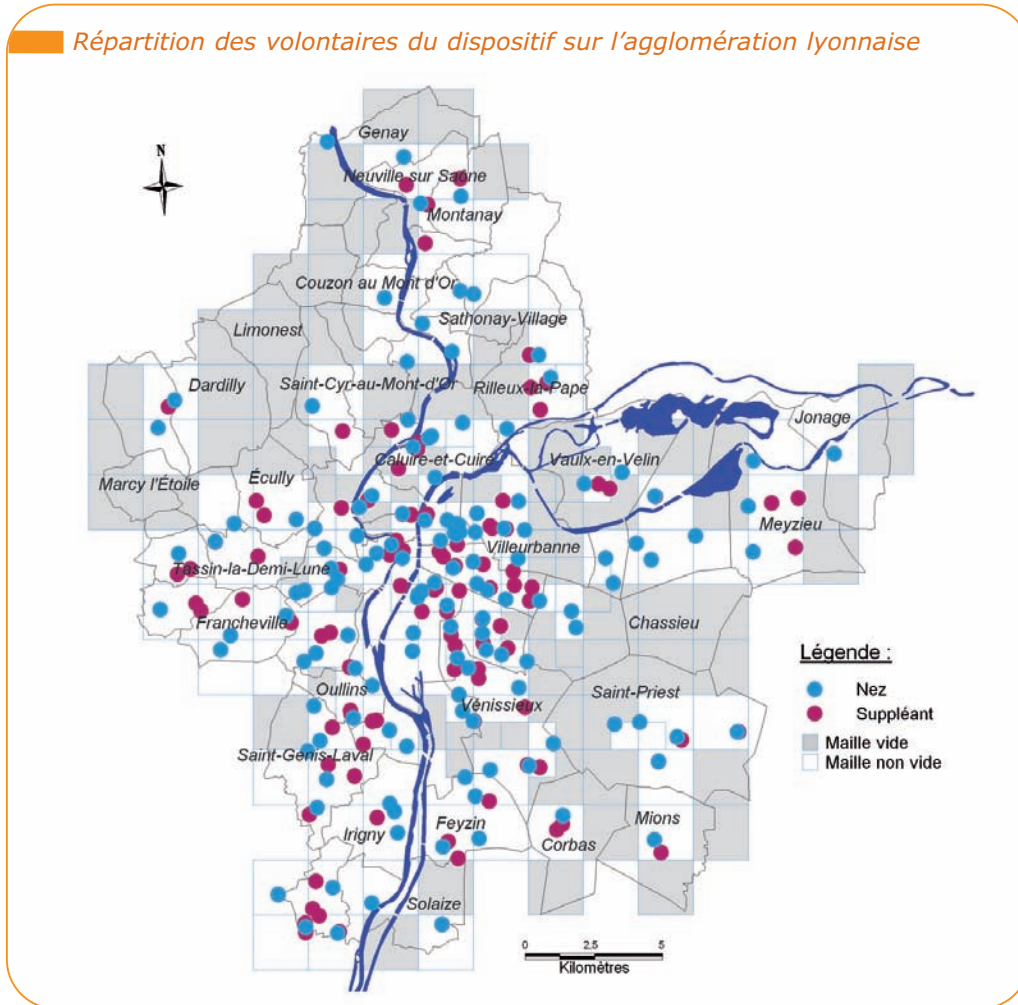 Répartition des volontaires du dispositif sur l'agglomération lyonnaise
Genay
N
Neuville sur Saône
Montanay
Couzon au Mont d'Or
Sathonay-Village
Limonest
Dardilly
Saint-Cyr-au-Mont-d'Or
Rilleux-la-Pape
Jonage
Caluire-et-Cuire
Vaulx-en-Velin
Marcy l'Étoile
Écully
Meyzieu
Villeurbanne
Tassin-la-Demi-Lune
Francheville
Chassieu
Légende :
Nez
Suppléant
Maille vide
Maille non vide
Oullins
Saint-Priest
Vénissieux
Saint-Genis-Laval
Irigny
Feyzin
Corbas
Mions
Solaize
0 2,5 5
Kilomètres